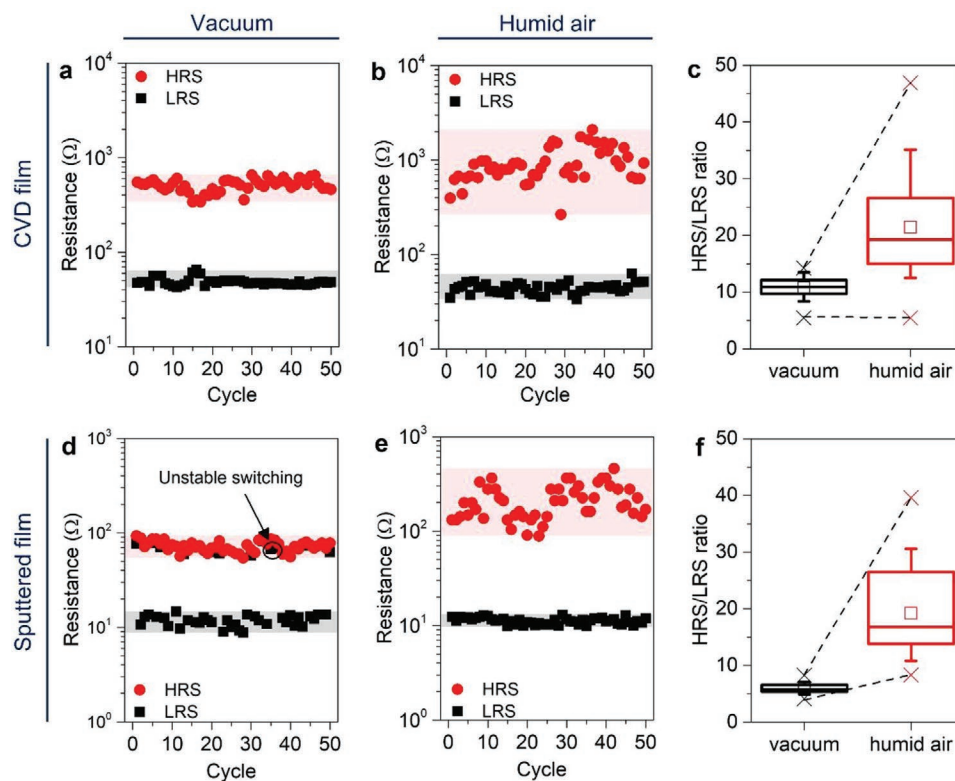 Vacuum
Humid air
CVD film
a
HRS
LRS
Resistance (Ω)
10⁴
10³
10²
10¹
0 10 20 30 40 50
Cycle
b
HRS
LRS
Resistance (Ω)
10⁴
10³
10²
10¹
0 10 20 30 40 50
Cycle
c
HRS/LRS ratio
50
40
30
20
10
0
vacuum humid air
Sputtered film
d
Unstable switching
HRS
LRS
Resistance (Ω)
10³
10²
10¹
10⁰
0 10 20 30 40 50
Cycle
e
HRS
LRS
Resistance (Ω)
10³
10²
10¹
10⁰
0 10 20 30 40 50
Cycle
f
HRS/LRS ratio
50
40
30
20
10
0
vacuum humid air